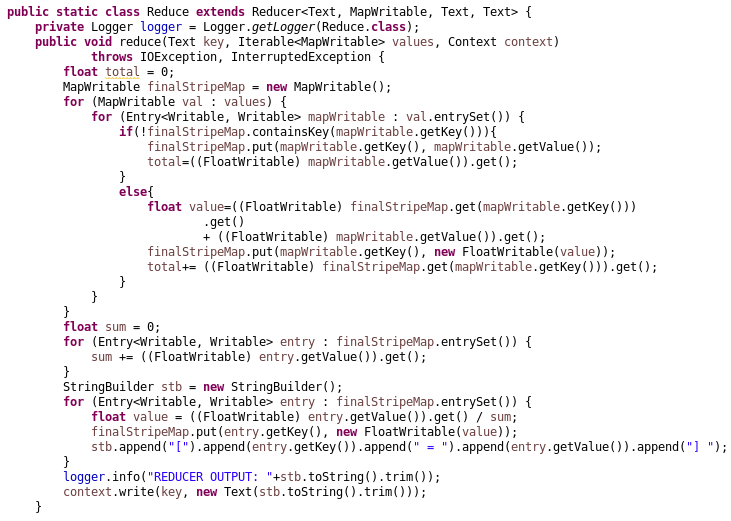 public static class Reduce extends Reducer<Text, MapWritable, Text, Text> {
    private Logger logger = Logger.getLogger(Reduce.class);
    public void reduce(Text key, Iterable<MapWritable> values, Context context)
            throws IOException, InterruptedException {
        float total = 0;
        MapWritable finalStripeMap = new MapWritable();
        for (MapWritable val : values) {
            for (Entry<Writable, Writable> mapWritable : val.entrySet()) {
                if(!finalStripeMap.containsKey(mapWritable.getKey())){
                    finalStripeMap.put(mapWritable.getKey(), mapWritable.getValue());
                    total=((FloatWritable) mapWritable.getValue()).get();
                }
                else{
                    float value=((FloatWritable) finalStripeMap.get(mapWritable.getKey()))
                            .get()
                            + ((FloatWritable) mapWritable.getValue()).get();
                    finalStripeMap.put(mapWritable.getKey(), new FloatWritable(value));
                    total+= ((FloatWritable) finalStripeMap.get(mapWritable.getKey())).get();
                }
            }
        }
        float sum = 0;
        for (Entry<Writable, Writable> entry : finalStripeMap.entrySet()) {
            sum += ((FloatWritable) entry.getValue()).get();
        }
        StringBuilder stb = new StringBuilder();
        for (Entry<Writable, Writable> entry : finalStripeMap.entrySet()) {
            float value = ((FloatWritable) entry.getValue()).get() / sum;
            finalStripeMap.put(entry.getKey(), new FloatWritable(value));
            stb.append("[").append(entry.getKey()).append(" = ").append(entry.getValue()).append("] ");
        }
        logger.info("REDUCER OUTPUT: "+stb.toString().trim());
        context.write(key, new Text(stb.toString().trim()));
    }